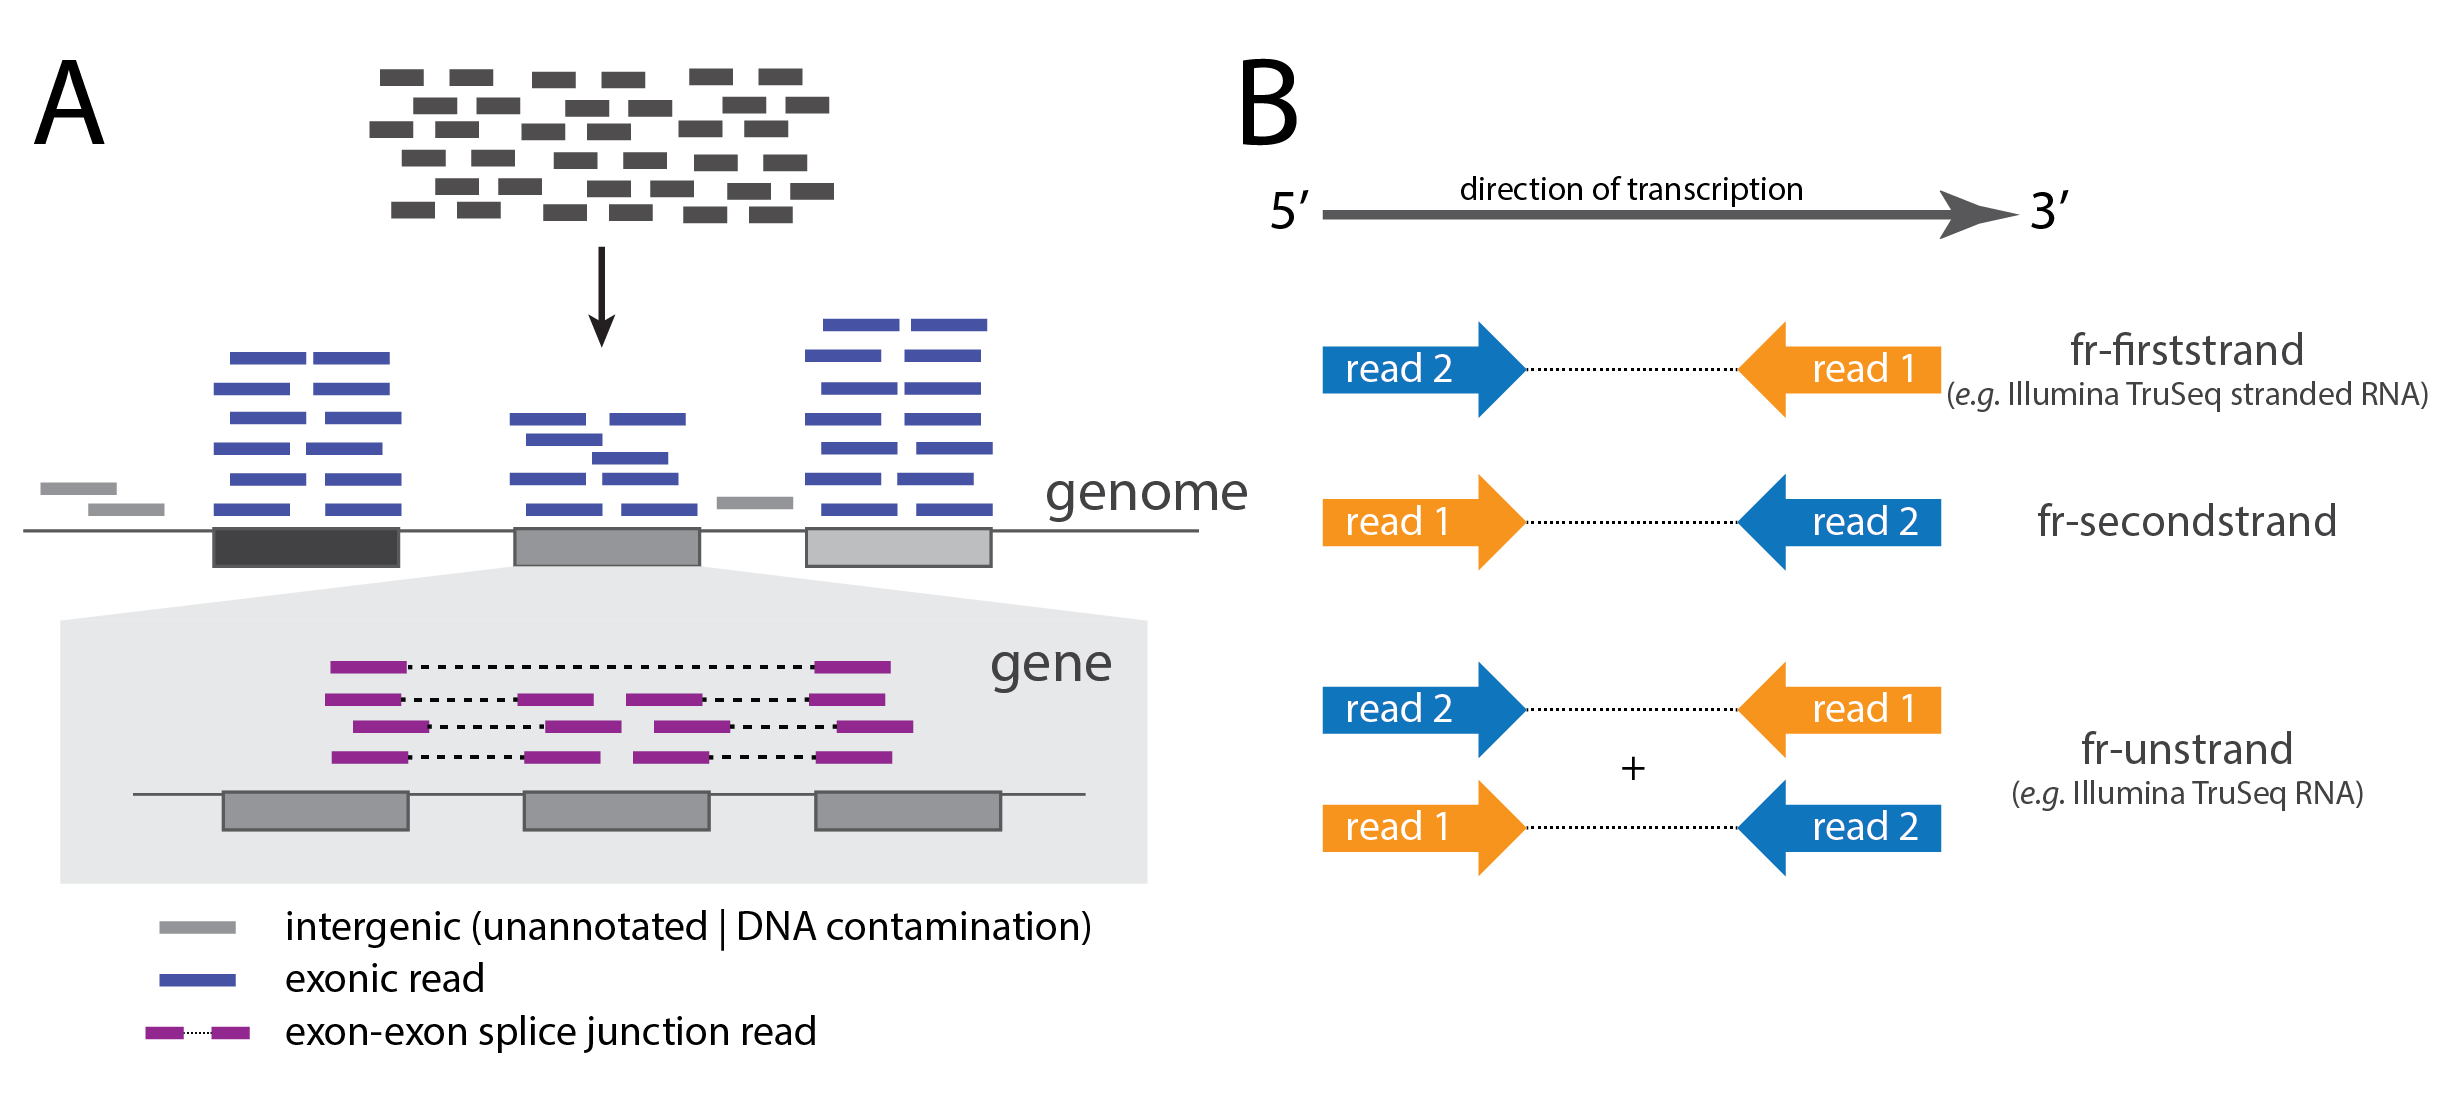 A
genome
gene
intergenic (unannotated | DNA contamination)
exonic read
exon-exon splice junction read
B
direction of transcription
5′ 3′
read 2 read 1 fr-firststrand
(e.g. Illumina TruSeq stranded RNA)
read 1 read 2 fr-secondstrand
read 2 read 1
+
fr-unstrand
(e.g. Illumina TruSeq RNA)
read 1 read 2